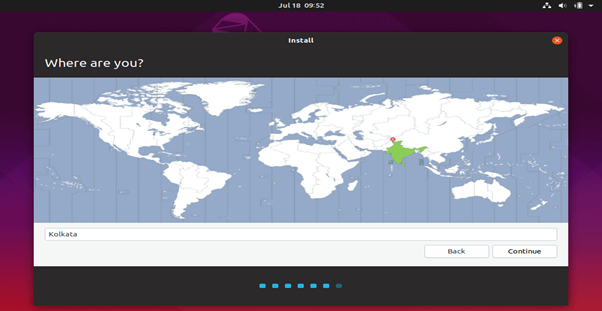 Jul 18 09:52
Install
Where are you?
Kolkata
Back
Continue